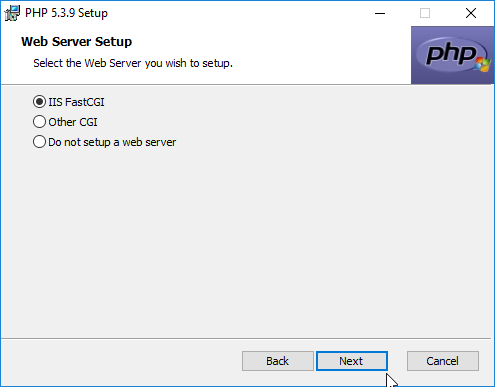 PHP 5.3.9 Setup
Web Server Setup
Select the Web Server you wish to setup.
php
IIS FastCGI
Other CGI
Do not setup a web server
Back
Next
Cancel